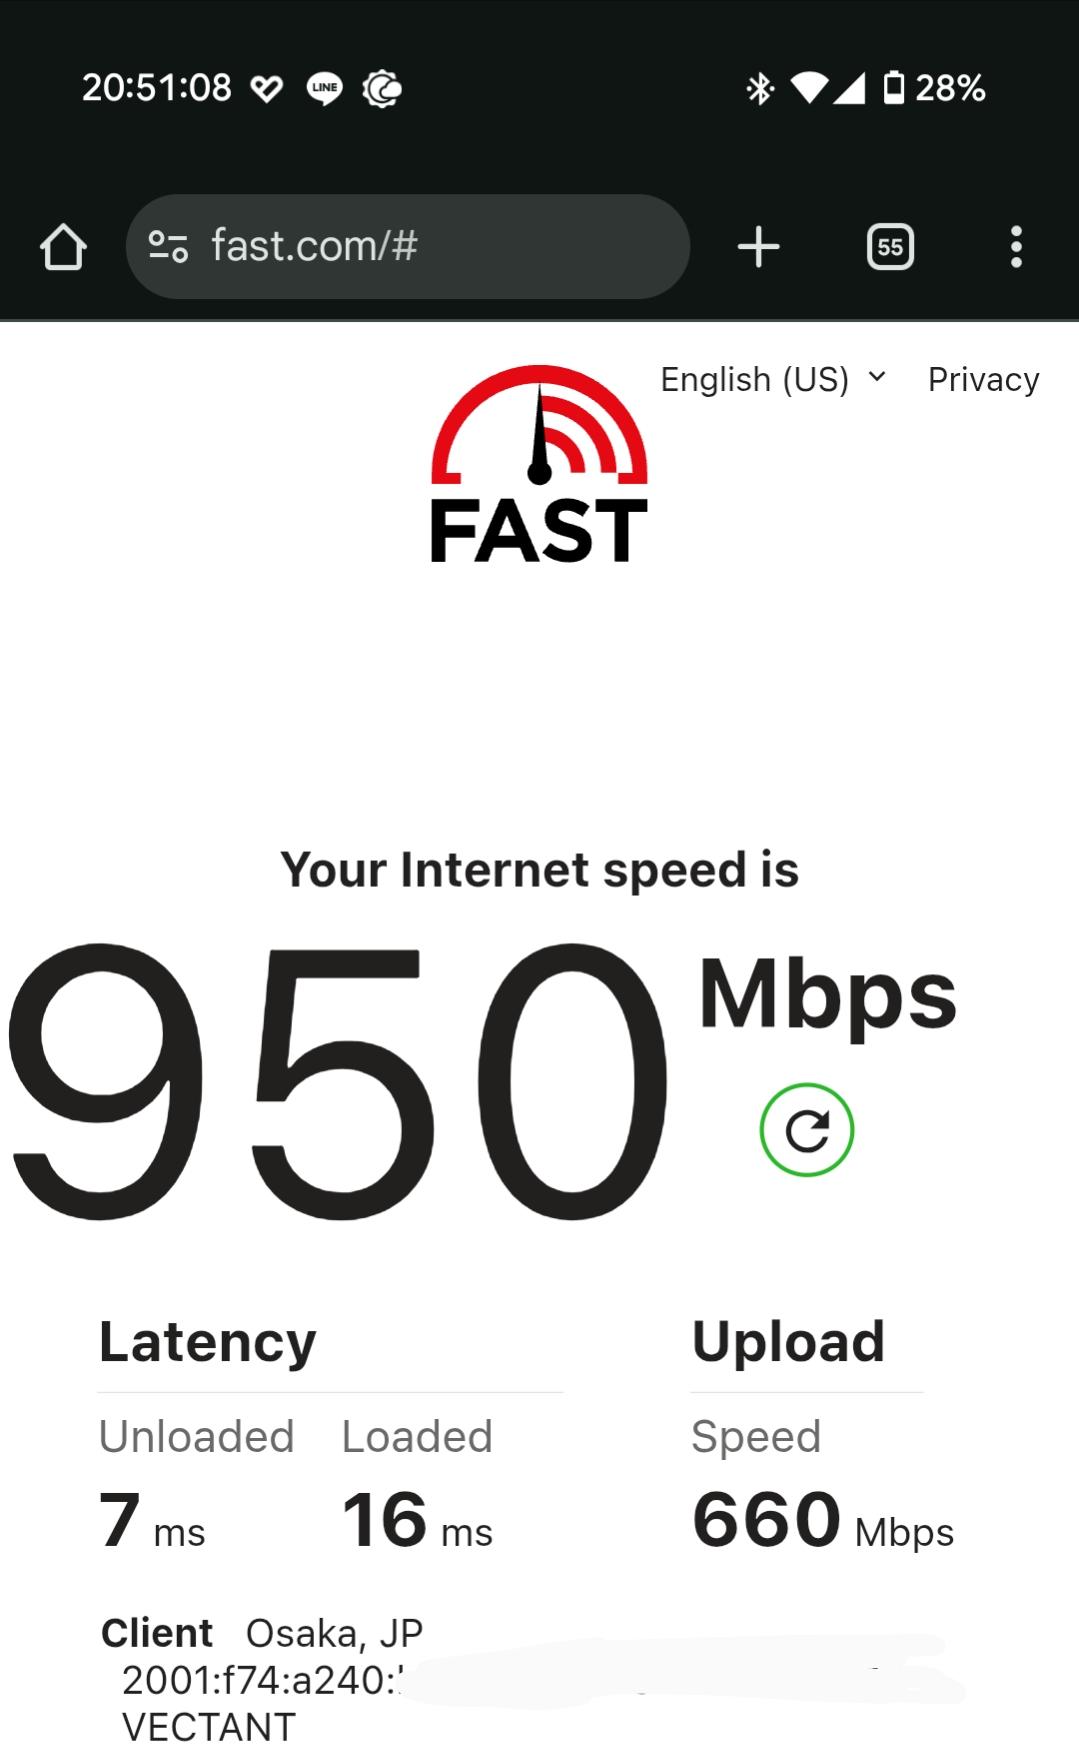 20:51:08 LINE 28%
fast.com/# 55
English (US) Privacy
FAST
Your Internet speed is
950 Mbps
Latency Upload
Unloaded Loaded Speed
7 ms 16 ms 660 Mbps
Client Osaka, JP
2001:f74:a240:
VECTANT